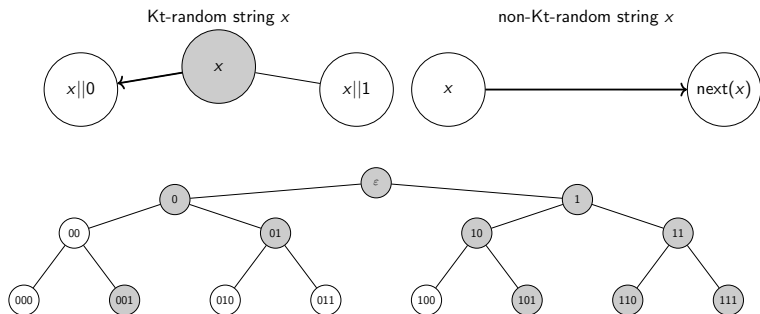 Kt-random string x non-Kt-random string x
x||0 x x||1 x next(x)
ε
0 1
00 01 10 11
000 001 010 011 100 101 110 111